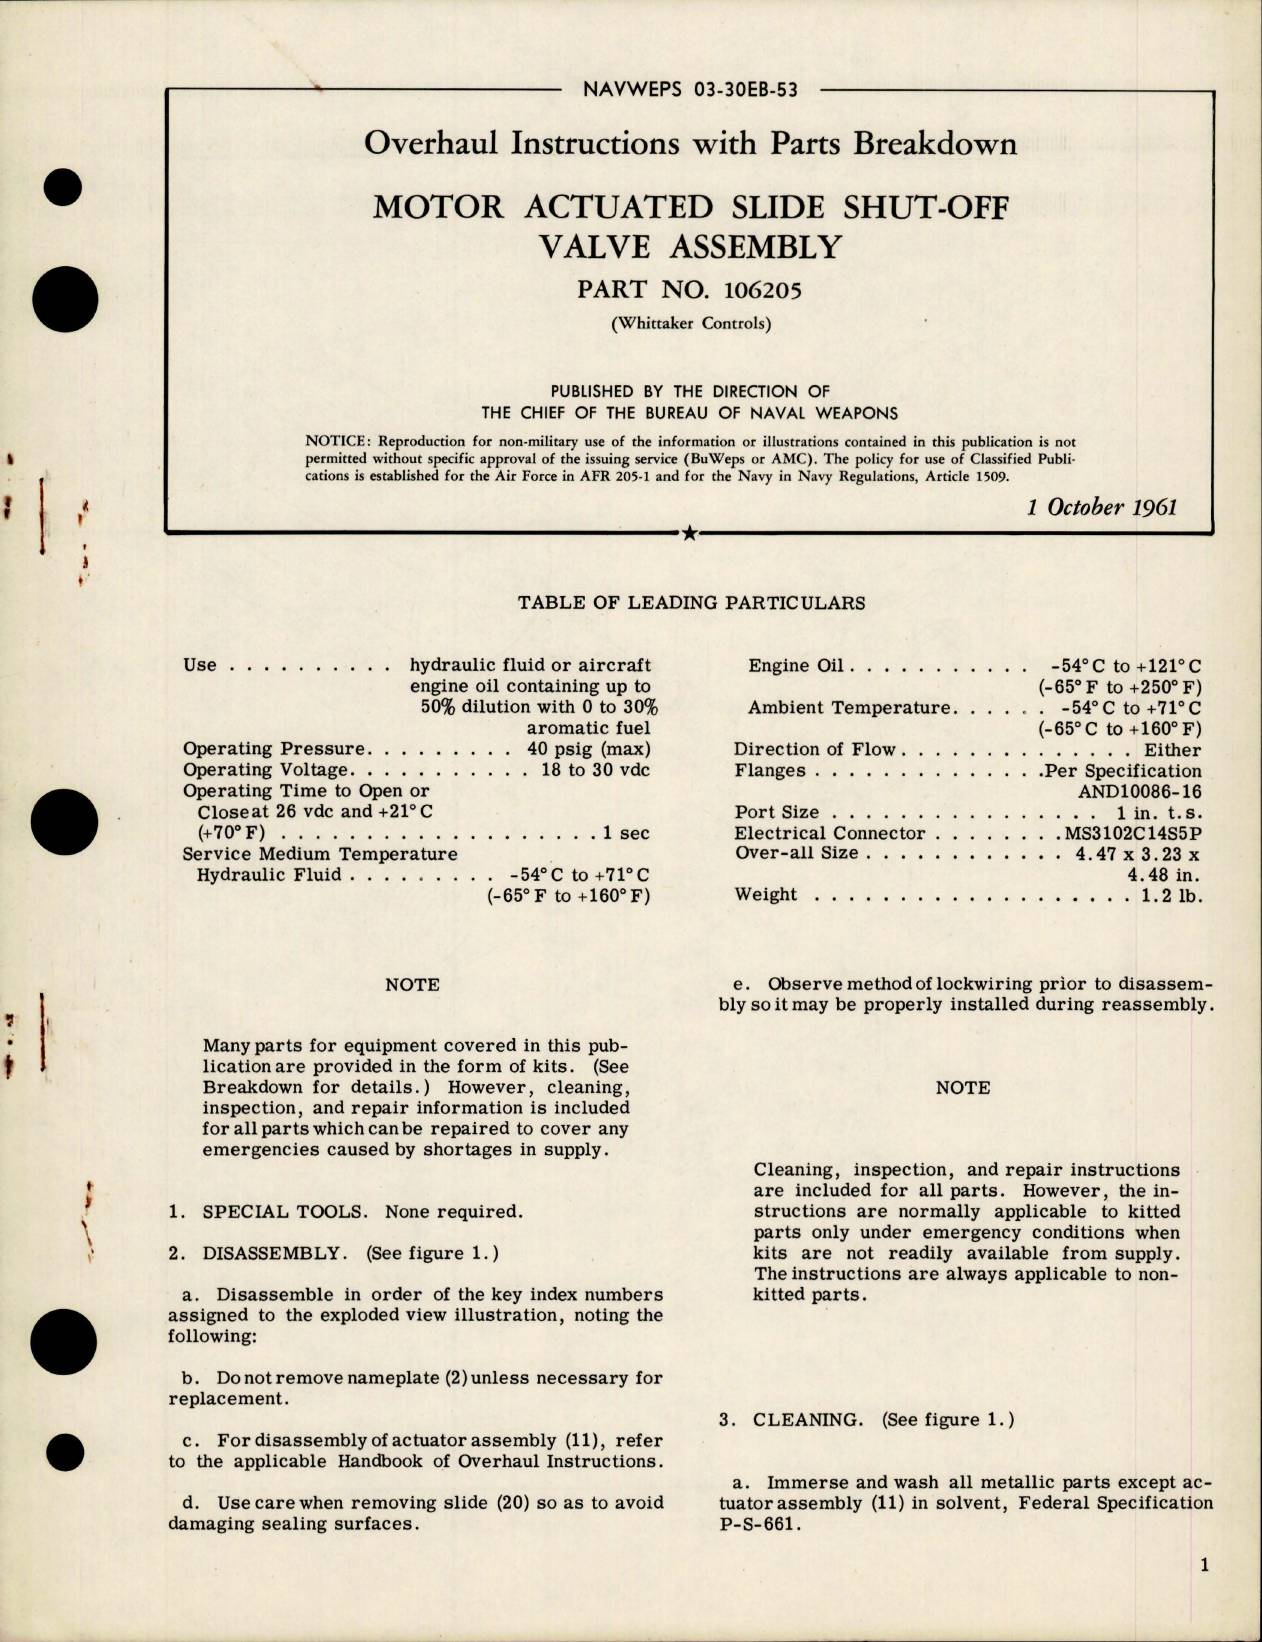 NAVWEPS 03-30EB-53
Overhaul Instructions with Parts Breakdown
MOTOR ACTUATED SLIDE SHUT-OFF
VALVE ASSEMBLY
PART NO. 106205
(Whittaker Controls)
PUBLISHED BY THE DIRECTION OF
THE CHIEF OF THE BUREAU OF NAVAL WEAPONS
NOTICE: Reproduction for non-military use of the information or illustrations contained in this publication is not
permitted without specific approval of the issuing service (BuWeps or AMC). The policy for use of Classified Publi-
cations is established for the Air Force in AFR 205-1 and for the Navy in Navy Regulations, Article 1509.
1 October 1961
TABLE OF LEADING PARTICULARS
Use . . . . . . . . . . hydraulic fluid or aircraft
engine oil containing up to
50% dilution with 0 to 30%
aromatic fuel
Operating Pressure. . . . . . . . . 40 psig (max)
Operating Voltage. . . . . . . . . . . 18 to 30 vdc
Operating Time to Open or
Close at 26 vdc and +21°C
(+70°F) . . . . . . . . . . . . . . . . . . . 1 sec
Service Medium Temperature
Hydraulic Fluid . . . . . . . . . -54°C to +71°C
(-65°F to +160°F)
NOTE
Many parts for equipment covered in this pub-
lication are provided in the form of kits. (See
Breakdown for details.) However, cleaning,
inspection, and repair information is included
for all parts which can be repaired to cover any
emergencies caused by shortages in supply.
1. SPECIAL TOOLS. None required.
2. DISASSEMBLY. (See figure 1.)
a. Disassemble in order of the key index numbers
assigned to the exploded view illustration, noting the
following:
b. Do not remove nameplate (2) unless necessary for
replacement.
c. For disassembly of actuator assembly (11), refer
to the applicable Handbook of Overhaul Instructions.
d. Use care when removing slide (20) so as to avoid
damaging sealing surfaces.
Engine Oil. . . . . . . . . . . -54°C to +121°C
(-65°F to +250°F)
Ambient Temperature. . . . . . -54°C to +71°C
(-65°C to +160°F)
Direction of Flow. . . . . . . . . . . . . . Either
Flanges . . . . . . . . . . . . . .Per Specification
AND10086-16
Port Size . . . . . . . . . . . . . . . . 1 in. t.s.
Electrical Connector . . . . . . . .MS3102C14S5P
Over-all Size . . . . . . . . . . . . 4.47 x 3.23 x
4.48 in.
Weight . . . . . . . . . . . . . . . . . . . 1.2 lb.
e. Observe method of lockwiring prior to disassem-
bly so it may be properly installed during reassembly.
NOTE
Cleaning, inspection, and repair instructions
are included for all parts. However, the in-
structions are normally applicable to kitted
parts only under emergency conditions when
kits are not readily available from supply.
The instructions are always applicable to non-
kitted parts.
3. CLEANING. (See figure 1.)
a. Immerse and wash all metallic parts except ac-
tuator assembly (11) in solvent, Federal Specification
P-S-661.
1